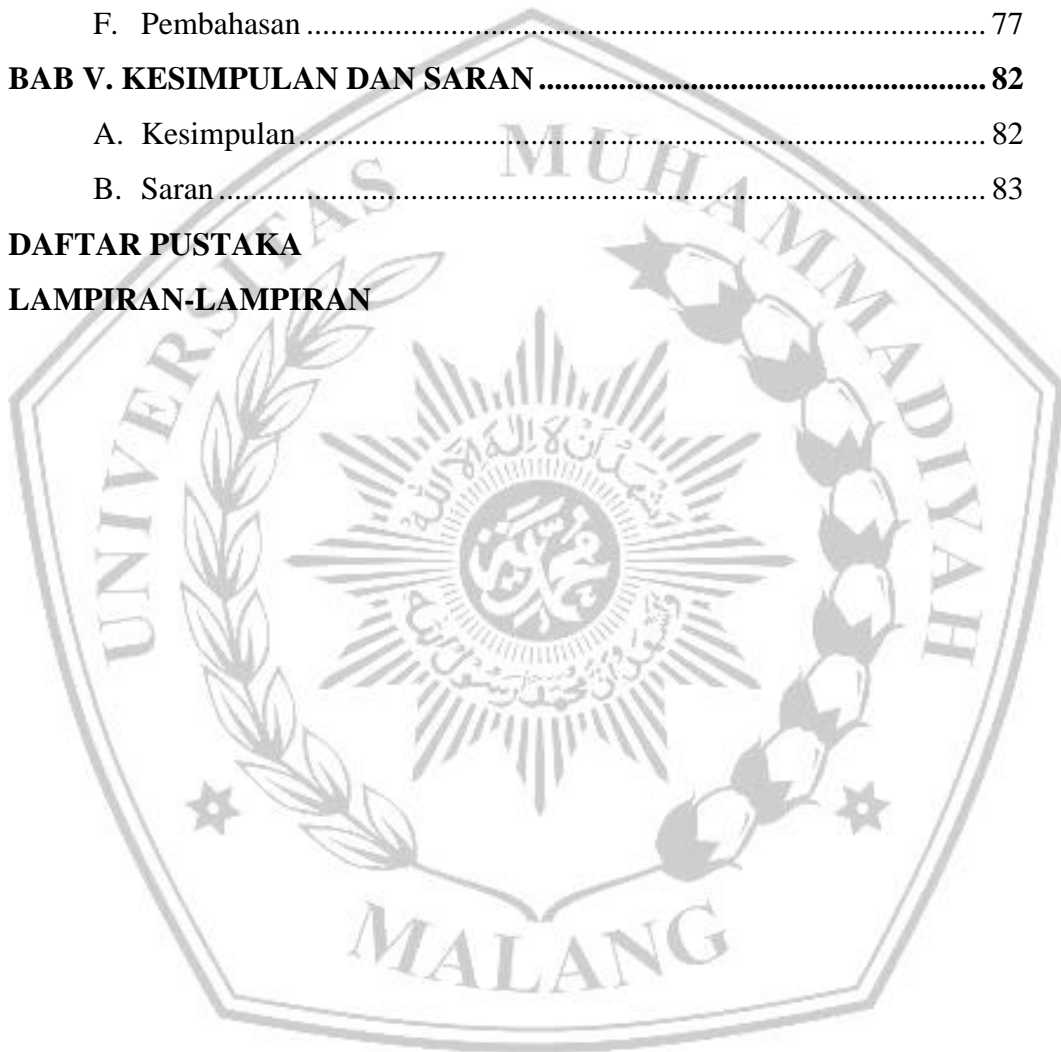 F. Pembahasan ................................................................................................ 77
BAB V. KESIMPULAN DAN SARAN ........................................................ 82
A. Kesimpulan ................................................................................................ 82
B. Saran ........................................................................................................... 83
DAFTAR PUSTAKA
LAMPIRAN-LAMPIRAN
UNIVERSITAS MUHAMMADIYAH
MALANG